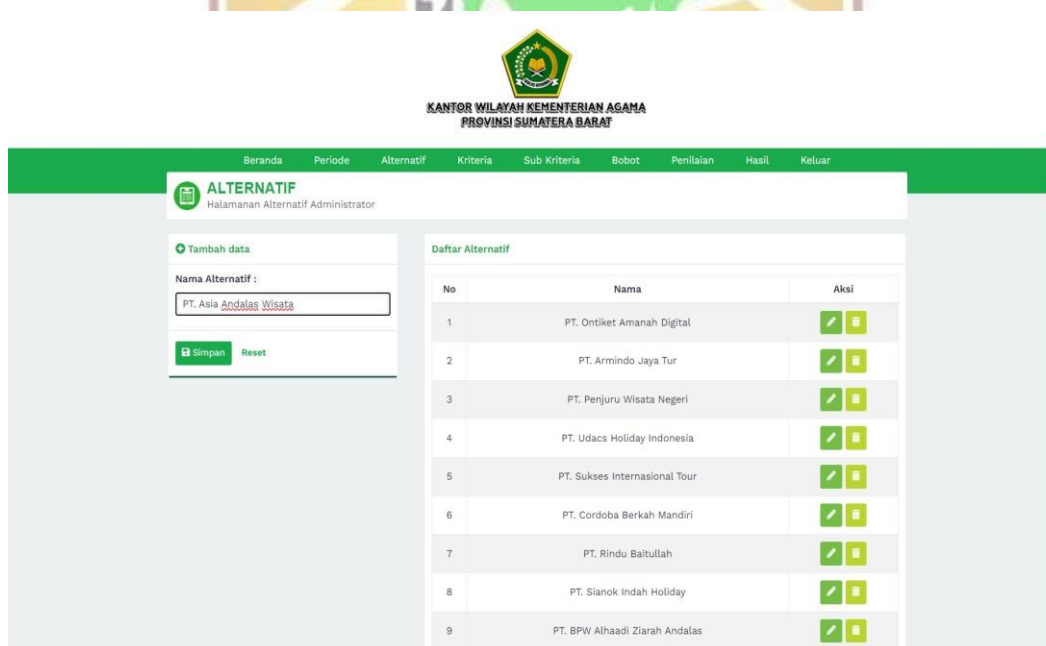 KANTOR WILAYAH KEMENTERIAN AGAMA
PROVINSI SUMATERA BARAT
Beranda Periode Alternatif Kriteria Sub Kriteria Bobot Penilaian Hasil Keluar
ALTERNATIF
Halamanan Alternatif Administrator
Tambah data
Nama Alternatif :
PT. Asia Andalas Wisata
Simpan Reset
Daftar Alternatif
No Nama Aksi
1 PT. Ontiket Amanah Digital
2 PT. Armindo Jaya Tur
3 PT. Penjuru Wisata Negeri
4 PT. Udacs Holiday Indonesia
5 PT. Sukses Internasional Tour
6 PT. Cordoba Berkah Mandiri
7 PT. Rindu Baitullah
8 PT. Sianok Indah Holiday
9 PT. BPW Alhaadi Ziarah Andalas